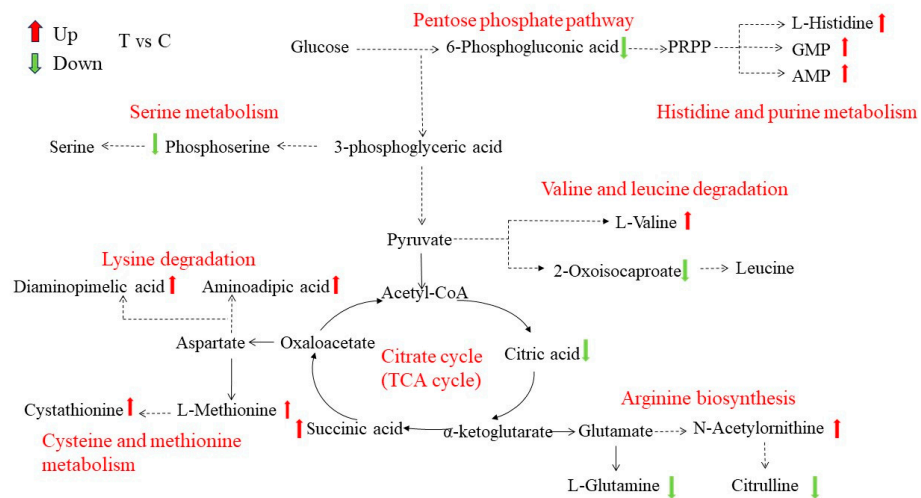 Up
T vs C
Down
Pentose phosphate pathway
Glucose
6-Phosphogluconic acid
PRPP
L-Histidine
GMP
AMP
Histidine and purine metabolism
Serine metabolism
Serine
Phosphoserine
3-phosphoglyceric acid
Valine and leucine degradation
L-Valine
Pyruvate
2-Oxoisocaproate
Leucine
Lysine degradation
Diaminopimelic acid
Aminoadipic acid
Acetyl-CoA
Aspartate
Oxaloacetate
Citrate cycle
(TCA cycle)
Citric acid
Arginine biosynthesis
Cystathionine
L-Methionine
Cysteine and methionine
metabolism
Succinic acid
α-ketoglutarate
Glutamate
N-Acetylornithine
L-Glutamine
Citrulline